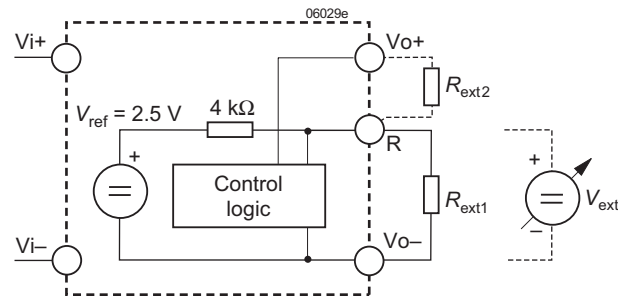 06029e
Vi+
Vo+
Rext2
Vref = 2.5 V
4 kΩ
R
+
+
Control
logic
Rext1
Vext
–
Vi–
Vo–